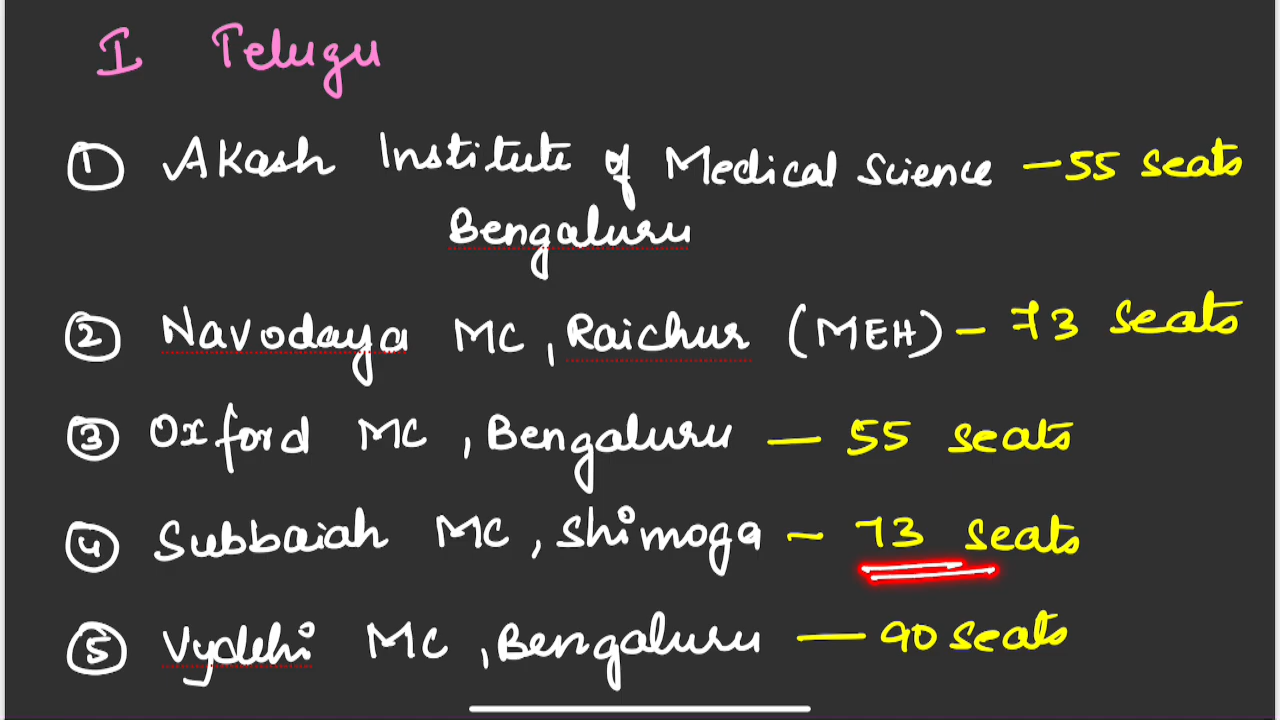 I Telugu
① Akash Institute of Medical Science - 55 seats
Bengaluru
② Navodaya MC, Raichur (MEH) - 73 seats
③ Oxford MC, Bengaluru - 55 seats
④ Subbaiah MC, Shimoga - 73 seats
⑤ Vydehi MC, Bengaluru - 90 seats